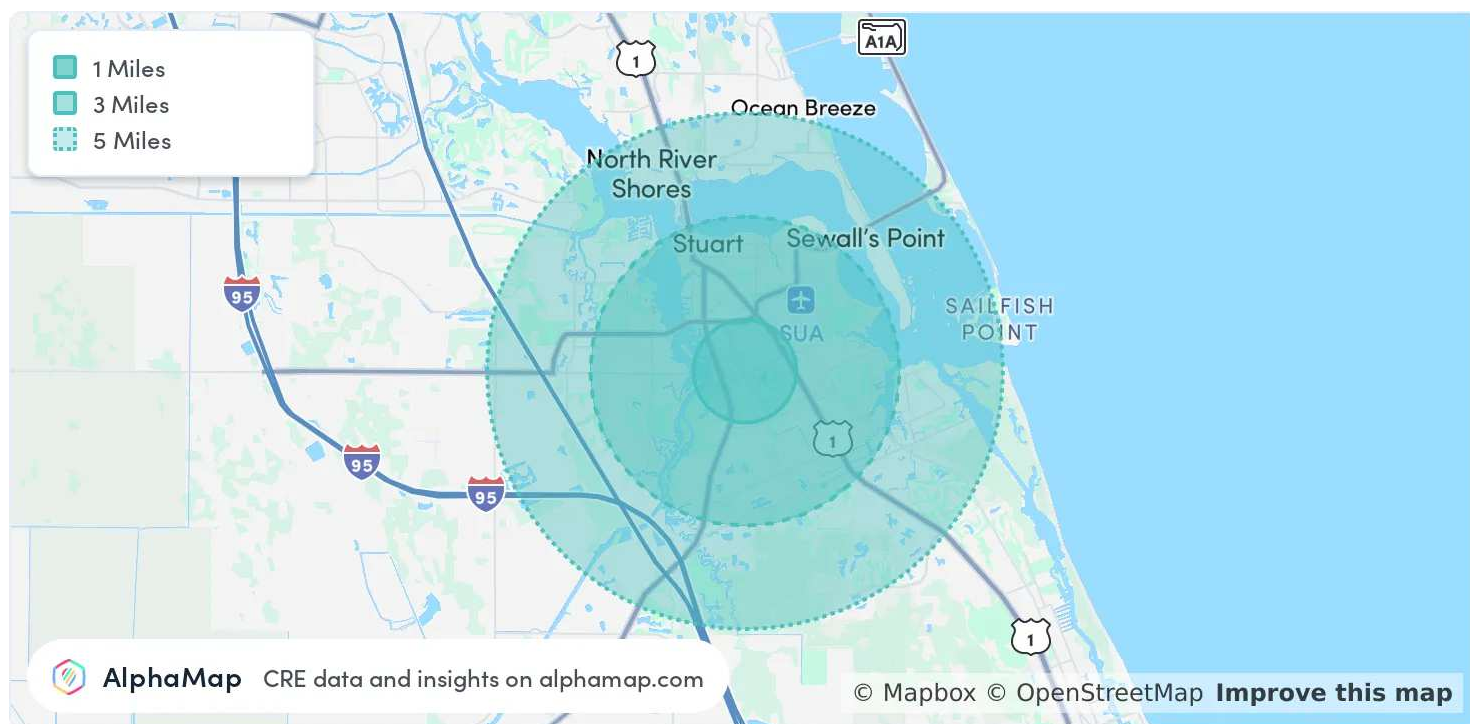 1 Miles
3 Miles
5 Miles
A1A
1
Ocean Breeze
North River
Shores
Stuart
Sewall's Point
95
SAILFISH
POINT
SUA
1
95
95
1
AlphaMap CRE data and insights on alphamap.com
© Mapbox © OpenStreetMap Improve this map